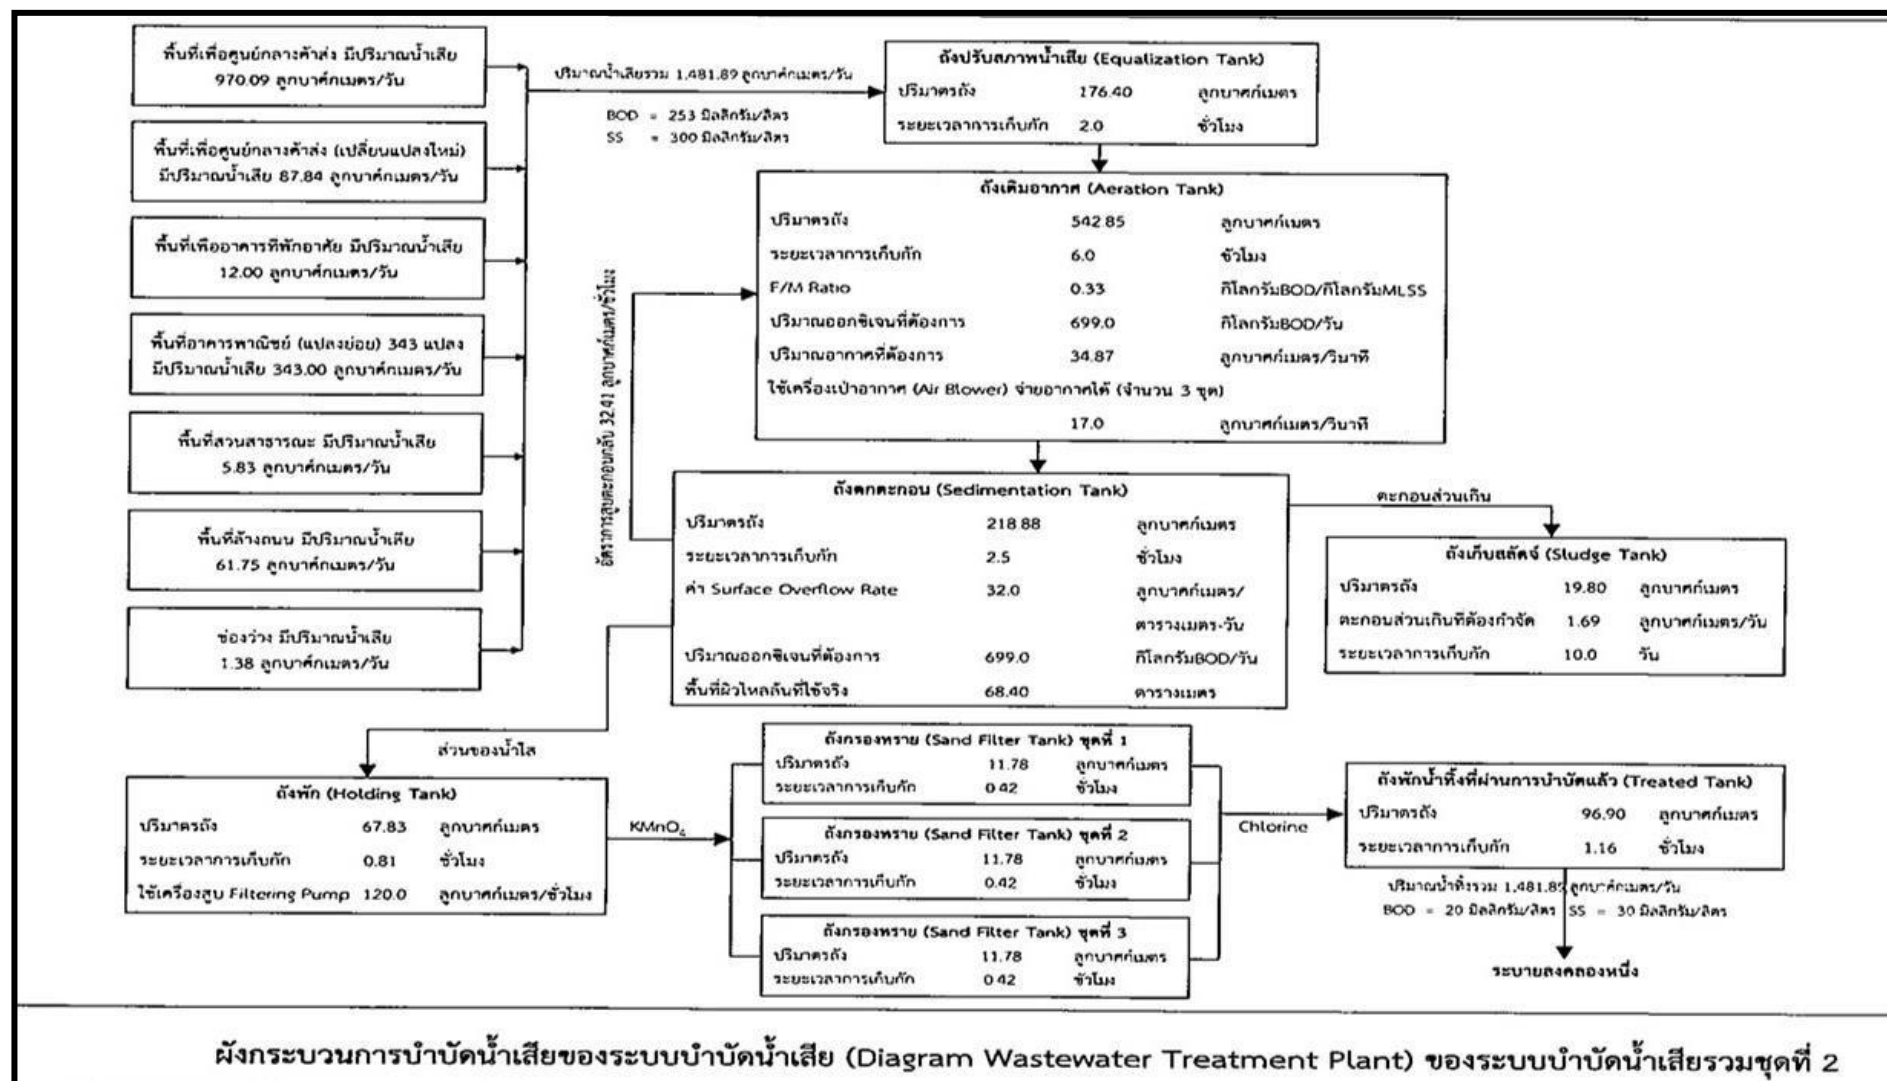 พื้นที่เพื่อศูนย์กลางค้าส่ง มีปริมาณน้ำเสีย
970.09 ลูกบาศ์กเมตร/วัน
พื้นที่เพื่อศูนย์กลางค้าส่ง (เปลี่ยนแปลงใหม่)
มีปริมาณน้ำเสีย 87.84 ลูกบาศ์กเมตร/วัน
พื้นที่เพื่ออาคารที่พักอาศัย มีปริมาณน้ำเสีย
12.00 ลูกบาศ์กเมตร/วัน
พื้นที่อาคารพาณิชย์ (แปลงย่อย) 343 แปลง
มีปริมาณน้ำเสีย 343.00 ลูกบาศ์กเมตร/วัน
พื้นที่สวนสาธารณะ มีปริมาณน้ำเสีย
5.83 ลูกบาศ์กเมตร/วัน
พื้นที่ล้างถนน มีปริมาณน้ำเสีย
61.75 ลูกบาศ์กเมตร/วัน
ช่องว่าง มีปริมาณน้ำเสีย
1.38 ลูกบาศ์กเมตร/วัน
ปริมาณน้ำเสียรวม 1,481.89 ลูกบาศ์กเมตร/วัน
BOD = 253 มิลลิกรัม/ลิตร
SS = 300 มิลลิกรัม/ลิตร
ถังปรับสภาพน้ำเสีย (Equalization Tank)
ปริมาตรถัง 176.40 ลูกบาศก์เมตร
ระยะเวลาการเก็บกัก 2.0 ชั่วโมง
ถังเติมอากาศ (Aeration Tank)
ปริมาตรถัง 542.85 ลูกบาศก์เมตร
ระยะเวลาการเก็บกัก 6.0 ชั่วโมง
F/M Ratio 0.33 กิโลกรัมBOD/กิโลกรัมMLSS
ปริมาณออกซิเจนที่ต้องการ 699.0 กิโลกรัมBOD/วัน
ปริมาณอากาศที่ต้องการ 34.87 ลูกบาศก์เมตร/วินาที
ใช้เครื่องเป่าอากาศ (Air Blower) จ่ายอากาศได้ (จำนวน 3 ชุด)
17.0 ลูกบาศก์เมตร/วินาที
อัตราการสูบตะกอนกลับ 32.41 ลูกบาศก์เมตร/ชั่วโมง
ถังตกตะกอน (Sedimentation Tank)
ปริมาตรถัง 218.88 ลูกบาศก์เมตร
ระยะเวลาการเก็บกัก 2.5 ชั่วโมง
ค่า Surface Overflow Rate 32.0 ลูกบาศก์เมตร/
ตารางเมตร-วัน
ปริมาณออกซิเจนที่ต้องการ 699.0 กิโลกรัมBOD/วัน
พื้นที่ผิวไหลล้นที่ใช้จริง 68.40 ตารางเมตร
ตะกอนส่วนเกิน
ถังเก็บสลัดจ์ (Sludge Tank)
ปริมาตรถัง 19.80 ลูกบาศก์เมตร
ตะกอนส่วนเกินที่ต้องกำจัด 1.69 ลูกบาศก์เมตร/วัน
ระยะเวลาการเก็บกัก 10.0 วัน
ส่วนของน้ำใส
ถังพัก (Holding Tank)
ปริมาตรถัง 67.83 ลูกบาศก์เมตร
ระยะเวลาการเก็บกัก 0.81 ชั่วโมง
ใช้เครื่องสูบ Filtering Pump 120.0 ลูกบาศก์เมตร/ชั่วโมง
KMnO₄
ถังกรองทราย (Sand Filter Tank) ชุดที่ 1
ปริมาตรถัง 11.78 ลูกบาศก์เมตร
ระยะเวลาการเก็บกัก 0.42 ชั่วโมง
ถังกรองทราย (Sand Filter Tank) ชุดที่ 2
ปริมาตรถัง 11.78 ลูกบาศก์เมตร
ระยะเวลาการเก็บกัก 0.42 ชั่วโมง
ถังกรองทราย (Sand Filter Tank) ชุดที่ 3
ปริมาตรถัง 11.78 ลูกบาศก์เมตร
ระยะเวลาการเก็บกัก 0.42 ชั่วโมง
Chlorine
ถังพักน้ำทิ้งที่ผ่านการบำบัดแล้ว (Treated Tank)
ปริมาตรถัง 96.90 ลูกบาศก์เมตร
ระยะเวลาการเก็บกัก 1.16 ชั่วโมง
ปริมาณน้ำทิ้งรวม 1,481.89 ลูกบาศ์กเมตร/วัน
BOD = 20 มิลลิกรัม/ลิตร SS = 30 มิลลิกรัม/ลิตร
ระบายลงคลองหนึ่ง
ผังกระบวนการบำบัดน้ำเสียของระบบบำบัดน้ำเสีย (Diagram Wastewater Treatment Plant) ของระบบบำบัดน้ำเสียรวมชุดที่ 2